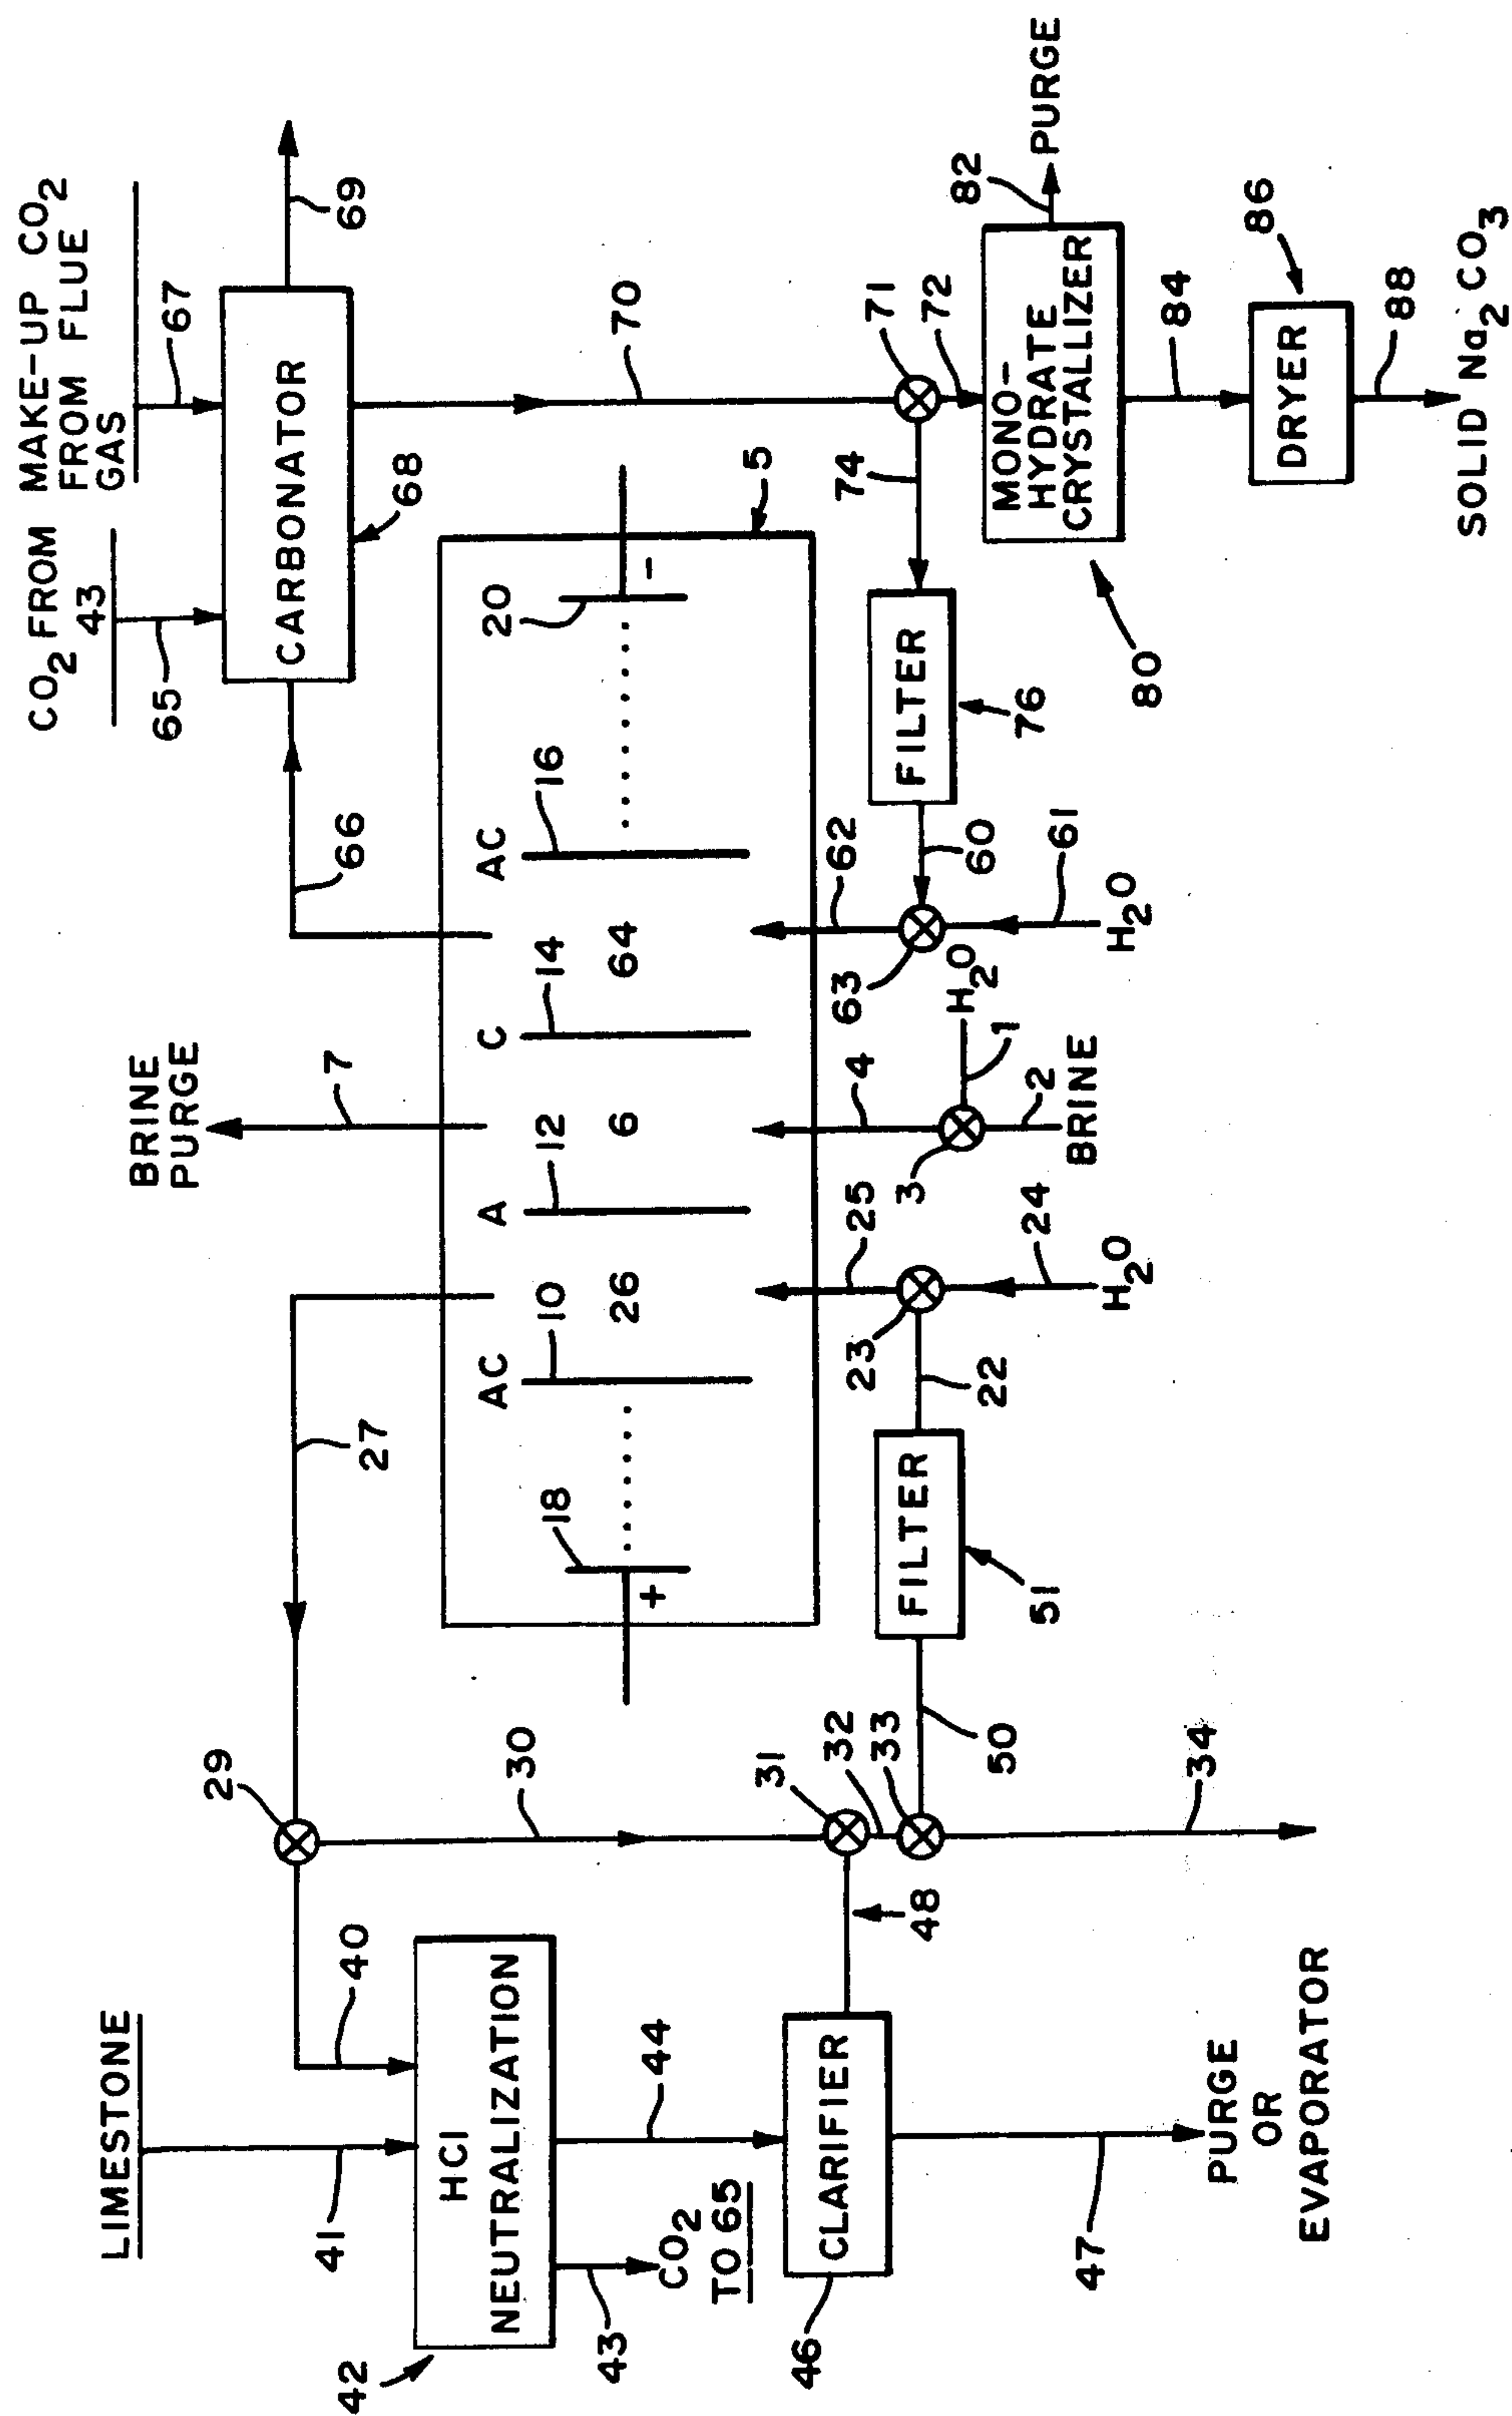 LIMESTONE
41
40
42
HCl
NEUTRALIZATION
43
CO2
TO 65
44
46
CLARIFIER
47
PURGE
OR
EVAPORATOR
48
29
30
31
32
33
34
50
27
FILTER
51
22
23
24
H2O
25
BRINE
PURGE
7
18
+
AC
10
26
A
12
6
C
14
64
AC
16
20
-
5
3
4
1
H2O
2
BRINE
66
CO2 FROM
43
65
MAKE-UP CO2
FROM FLUE
GAS
67
CARBONATOR
68
69
70
71
72
74
FILTER
76
60
62
63
61
H2O
MONO-
HYDRATE
CRYSTALLIZER
80
82
PURGE
84
DRYER
86
88
SOLID Na2CO3